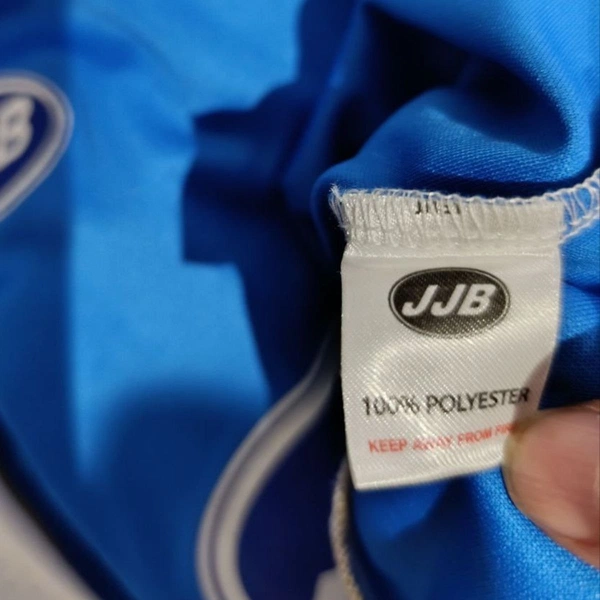 B
JJB
100% POLYESTER
KEEP AWAY FROM